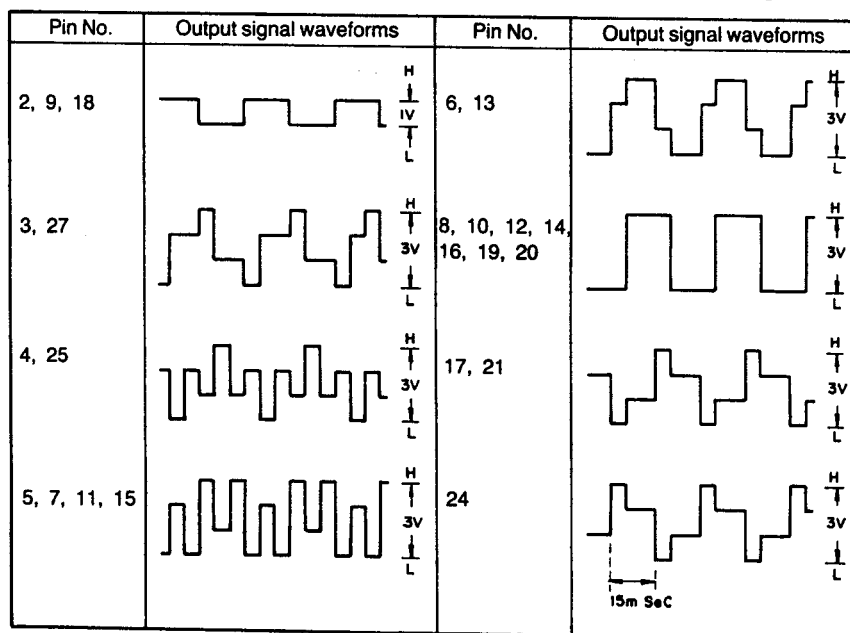 Pin No.
Output signal waveforms
Pin No.
Output signal waveforms
2, 9, 18
H
1V
L
6, 13
H
3V
L
3, 27
H
3V
L
8, 10, 12, 14,
16, 19, 20
H
3V
L
4, 25
H
3V
L
17, 21
H
3V
L
5, 7, 11, 15
H
3V
L
24
H
3V
L
15m SeC